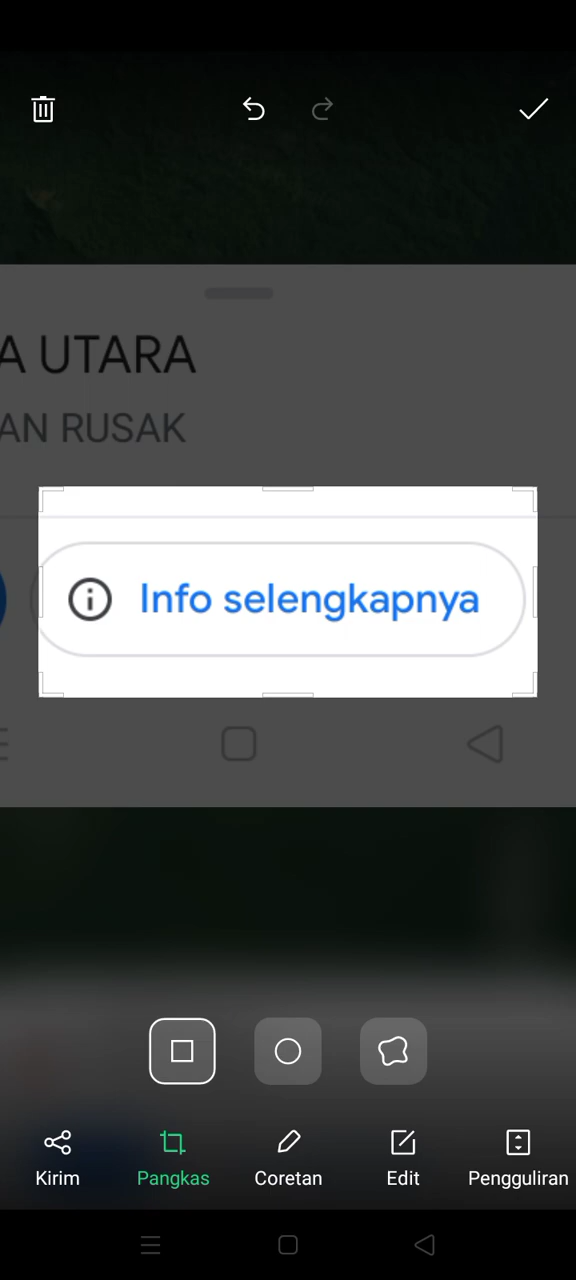 A UTARA
AN RUSAK
Info selengkapnya
Kirim
Pangkas
Coretan
Edit
Pengguliran